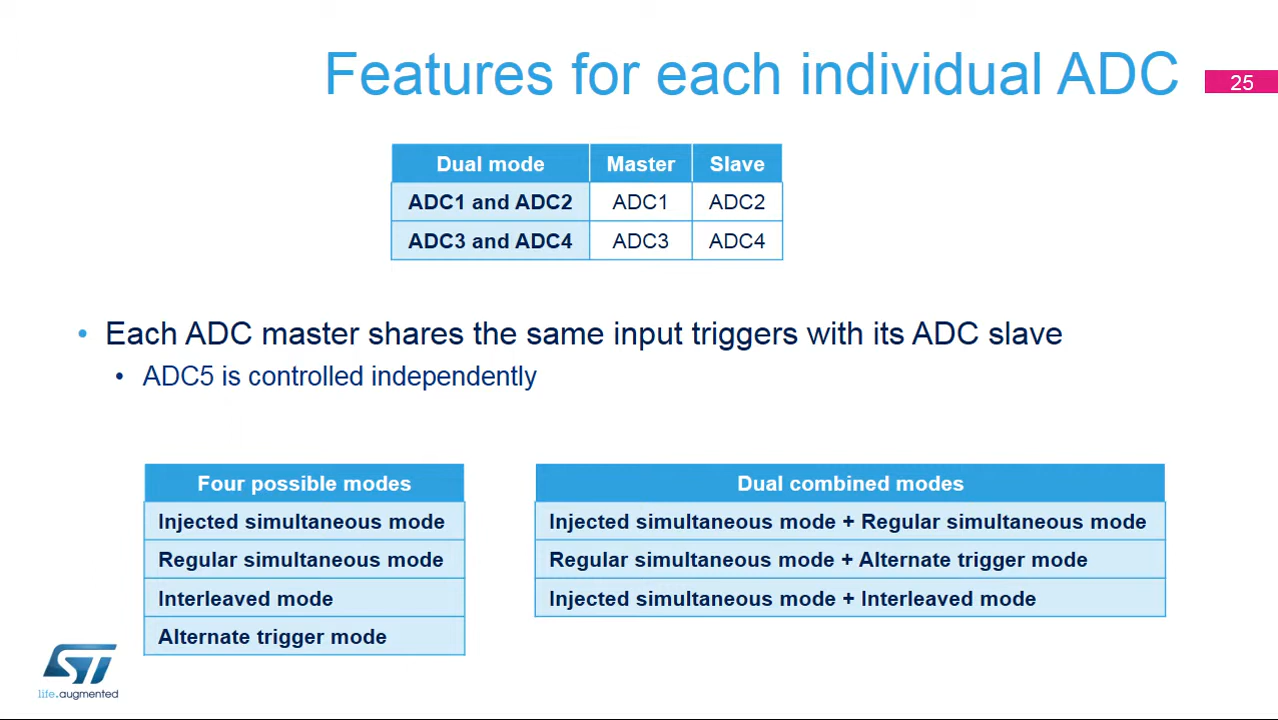 Features for each individual ADC
25
Dual mode Master Slave
ADC1 and ADC2 ADC1 ADC2
ADC3 and ADC4 ADC3 ADC4
• Each ADC master shares the same input triggers with its ADC slave
• ADC5 is controlled independently
Four possible modes
Injected simultaneous mode
Regular simultaneous mode
Interleaved mode
Alternate trigger mode
Dual combined modes
Injected simultaneous mode + Regular simultaneous mode
Regular simultaneous mode + Alternate trigger mode
Injected simultaneous mode + Interleaved mode
ST
life.augmented